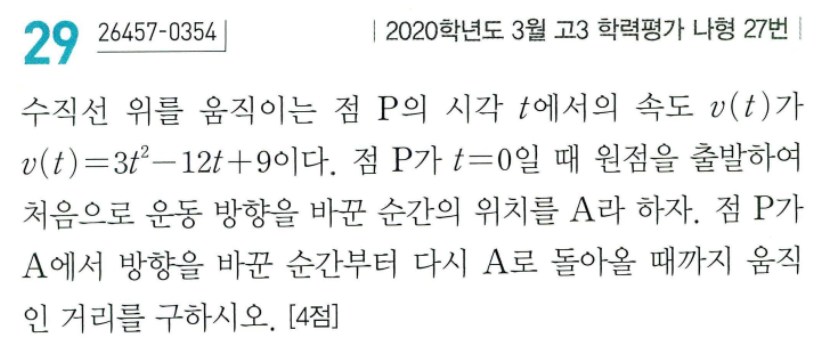 29 26457-0354 | 2020학년도 3월 고3 학력평가 나형 27번 |
수직선 위를 움직이는 점 P의 시각 t에서의 속도 v(t)가
v(t)=3t²-12t+9이다. 점 P가 t=0일 때 원점을 출발하여
처음으로 운동 방향을 바꾼 순간의 위치를 A라 하자. 점 P가
A에서 방향을 바꾼 순간부터 다시 A로 돌아올 때까지 움직
인 거리를 구하시오. [4점]